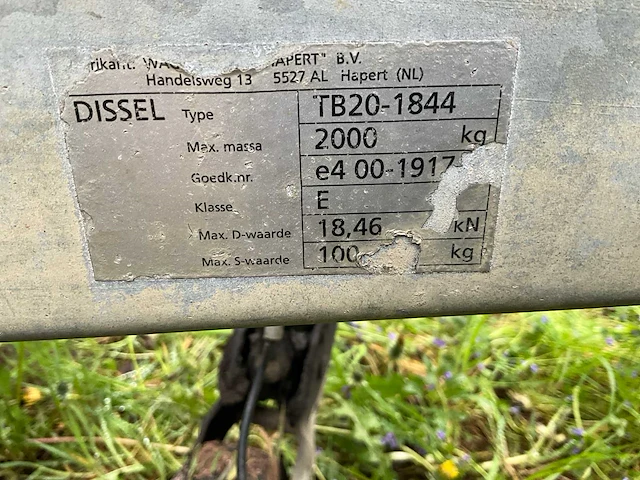 B.V.
Handelsweg 13 5527 AL Hapert (NL)
DISSEL Type TB20-1844
Max. massa 2000 kg
Goedk.nr. e4 00-1917
Klasse E
Max. D-waarde 18,46 kN
Max. S-waarde 100 kg